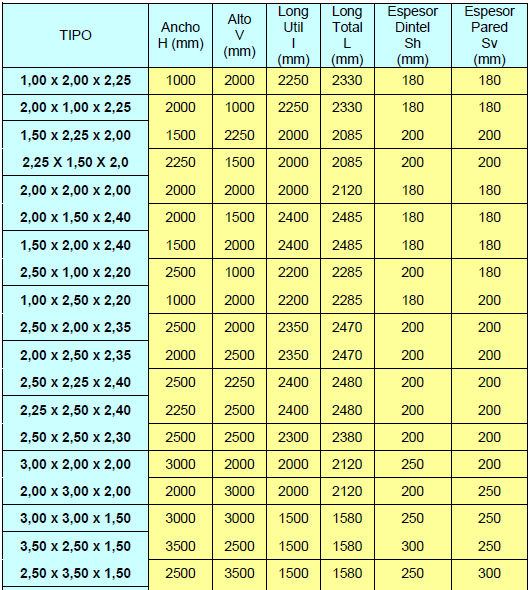 TIPO Ancho H (mm) Alto V (mm) Long Util l (mm) Long Total L (mm) Espesor Dintel Sh (mm) Espesor Pared Sv (mm)
1,00 x 2,00 x 2,25 1000 2000 2250 2330 180 180
2,00 x 1,00 x 2,25 2000 1000 2250 2330 180 180
1,50 x 2,25 x 2,00 1500 2250 2000 2085 200 200
2,25 X 1,50 X 2,0 2250 1500 2000 2085 200 200
2,00 x 2,00 x 2,00 2000 2000 2000 2120 180 180
2,00 x 1,50 x 2,40 2000 1500 2400 2485 180 180
1,50 x 2,00 x 2,40 1500 2000 2400 2485 180 180
2,50 x 1,00 x 2,20 2500 1000 2200 2285 200 180
1,00 x 2,50 x 2,20 1000 2000 2200 2285 180 200
2,50 x 2,00 x 2,35 2500 2000 2350 2470 200 200
2,00 x 2,50 x 2,35 2000 2500 2350 2470 200 200
2,50 x 2,25 x 2,40 2500 2250 2400 2480 200 200
2,25 x 2,50 x 2,40 2250 2500 2400 2480 200 200
2,50 x 2,50 x 2,30 2500 2500 2300 2380 200 200
3,00 x 2,00 x 2,00 3000 2000 2000 2120 250 200
2,00 x 3,00 x 2,00 2000 3000 2000 2120 200 250
3,00 x 3,00 x 1,50 3000 3000 1500 1580 250 250
3,50 x 2,50 x 1,50 3500 2500 1500 1580 300 250
2,50 x 3,50 x 1,50 2500 3500 1500 1580 250 300